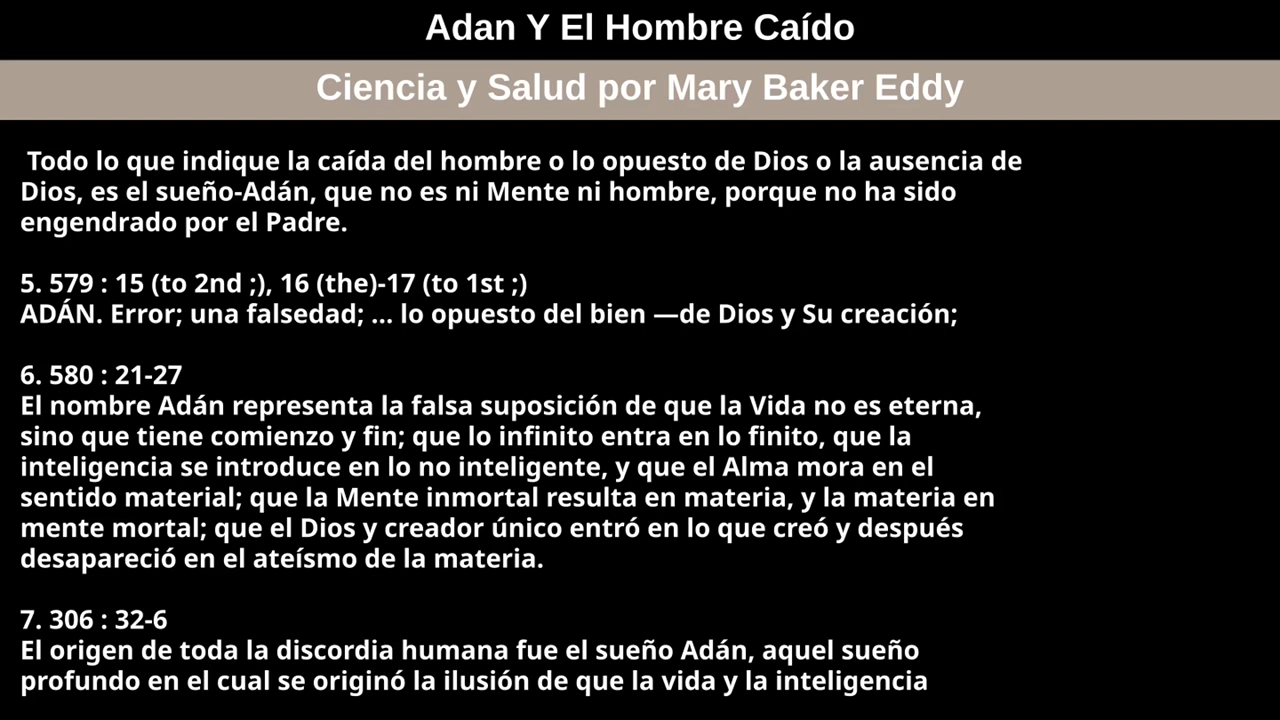 Adan Y El Hombre Caído
Ciencia y Salud por Mary Baker Eddy
Todo lo que indique la caída del hombre o lo opuesto de Dios o la ausencia de
Dios, es el sueño-Adán, que no es ni Mente ni hombre, porque no ha sido
engendrado por el Padre.
5. 579 : 15 (to 2nd ;), 16 (the)-17 (to 1st ;)
ADÁN. Error; una falsedad; ... lo opuesto del bien —de Dios y Su creación;
6. 580 : 21-27
El nombre Adán representa la falsa suposición de que la Vida no es eterna,
sino que tiene comienzo y fin; que lo infinito entra en lo finito, que la
inteligencia se introduce en lo no inteligente, y que el Alma mora en el
sentido material; que la Mente inmortal resulta en materia, y la materia en
mente mortal; que el Dios y creador único entró en lo que creó y después
desapareció en el ateísmo de la materia.
7. 306 : 32-6
El origen de toda la discordia humana fue el sueño Adán, aquel sueño
profundo en el cual se originó la ilusión de que la vida y la inteligencia